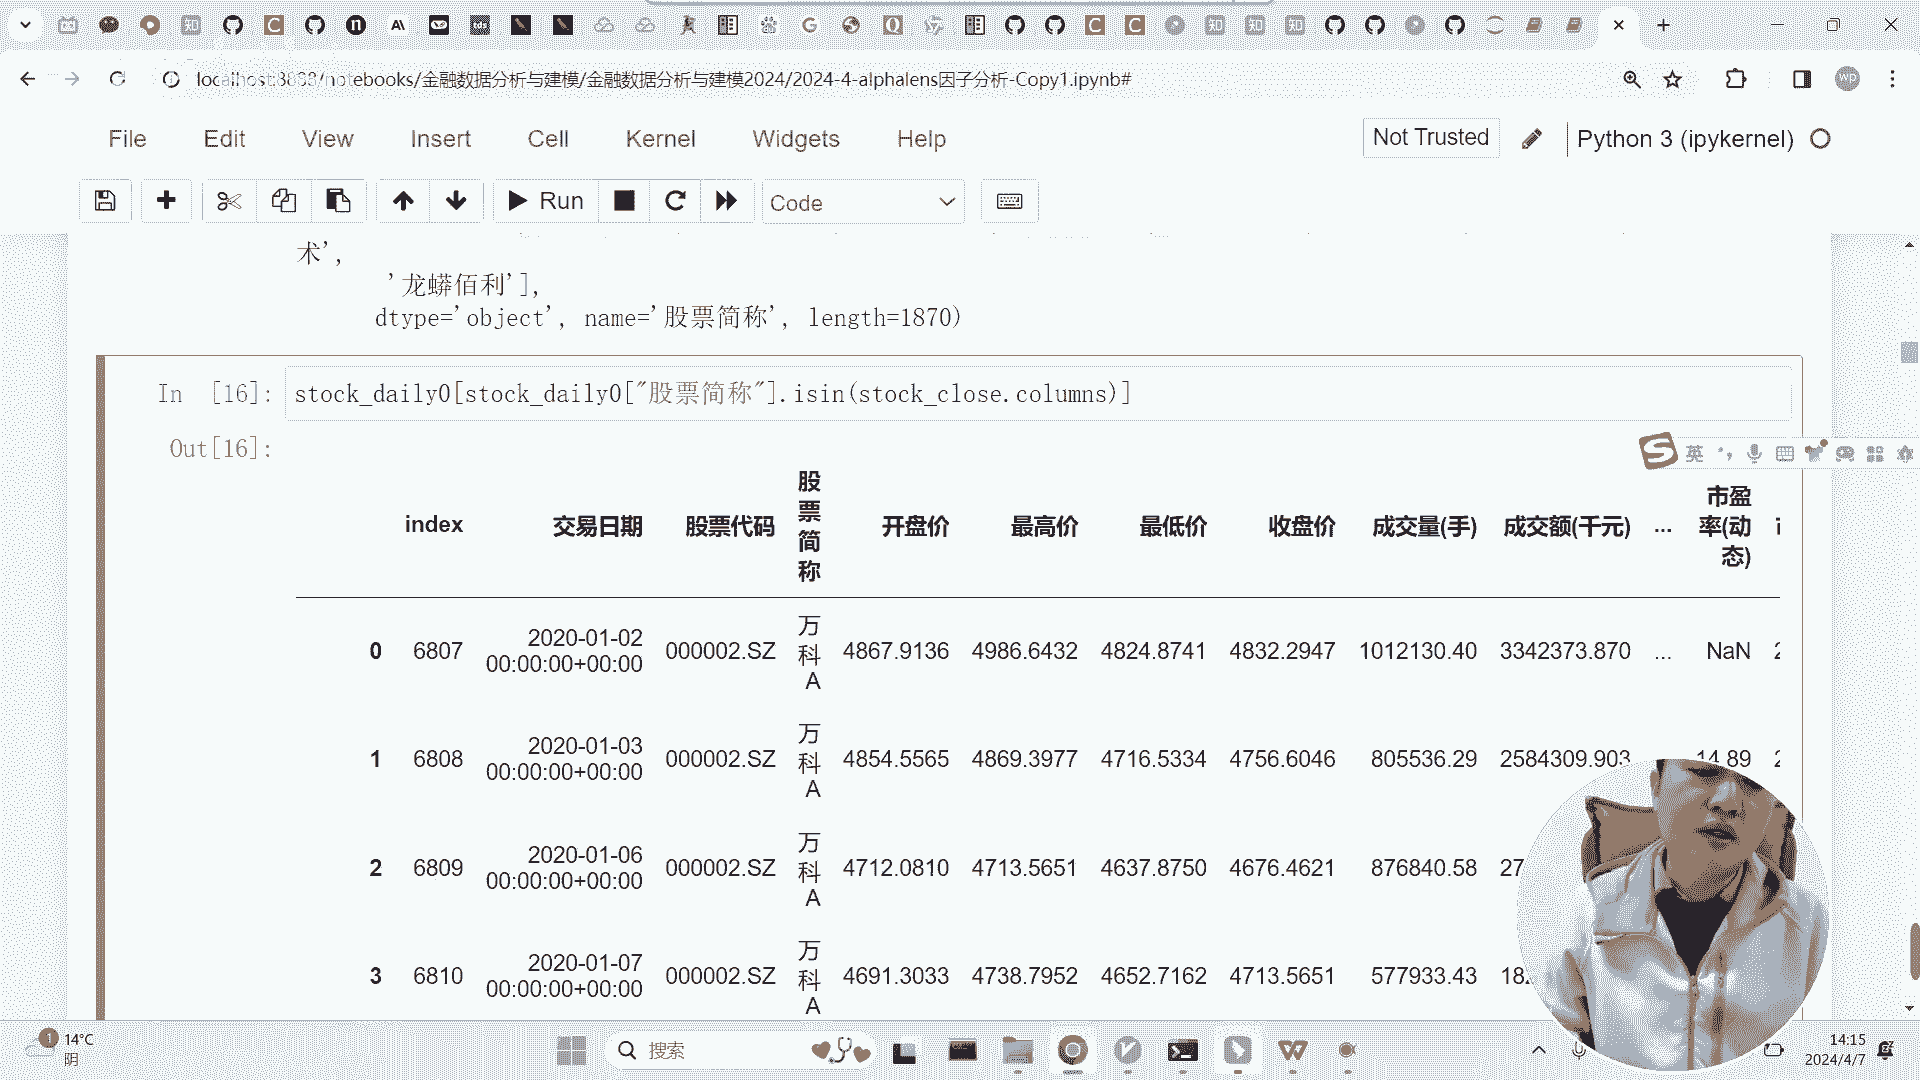 localhost:8888/notebooks/金融数据分析与建模/金融数据分析与建模2024/2024-4-alphalens因子分析-Copy1.ipynb#
wp
File Edit View Insert Cell Kernel Widgets Help
Not Trusted
Python 3 (ipykernel)
Run
Code
术',
'龙蟒佰利'],
dtype='object', name='股票简称', length=1870)
In [16]: stock_daily0[stock_daily0["股票简称"].isin(stock_close.columns)]
Out[16]:
英
index 交易日期 股票代码 股票简称 开盘价 最高价 最低价 收盘价 成交量(手) 成交额(千元) ... 市盈率(动态)
0 6807 2020-01-02 00:00:00+00:00 000002.SZ 万科A 4867.9136 4986.6432 4824.8741 4832.2947 1012130.40 3342373.870 ... NaN 2
1 6808 2020-01-03 00:00:00+00:00 000002.SZ 万科A 4854.5565 4869.3977 4716.5334 4756.6046 805536.29 2584309.903 14.89 2
2 6809 2020-01-06 00:00:00+00:00 000002.SZ 万科A 4712.0810 4713.5651 4637.8750 4676.4621 876840.58 27
3 6810 2020-01-07 00:00:00+00:00 000002.SZ 万科A 4691.3033 4738.7952 4652.7162 4713.5651 577933.43
1
14°C
阴
搜索
14:15
2024/4/7